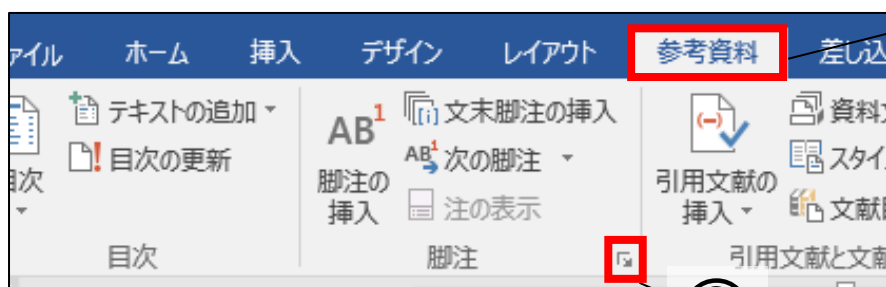 ァイル ホーム 挿入 デザイン レイアウト 参考資料 差し込
テキストの追加
目次の更新
目次
目次
AB1
脚注の
挿入
[i] 文末脚注の挿入
AB1 次の脚注
注の表示
脚注
(-)
引用文献の
挿入
資料
スタイ
文献
引用文献と文献